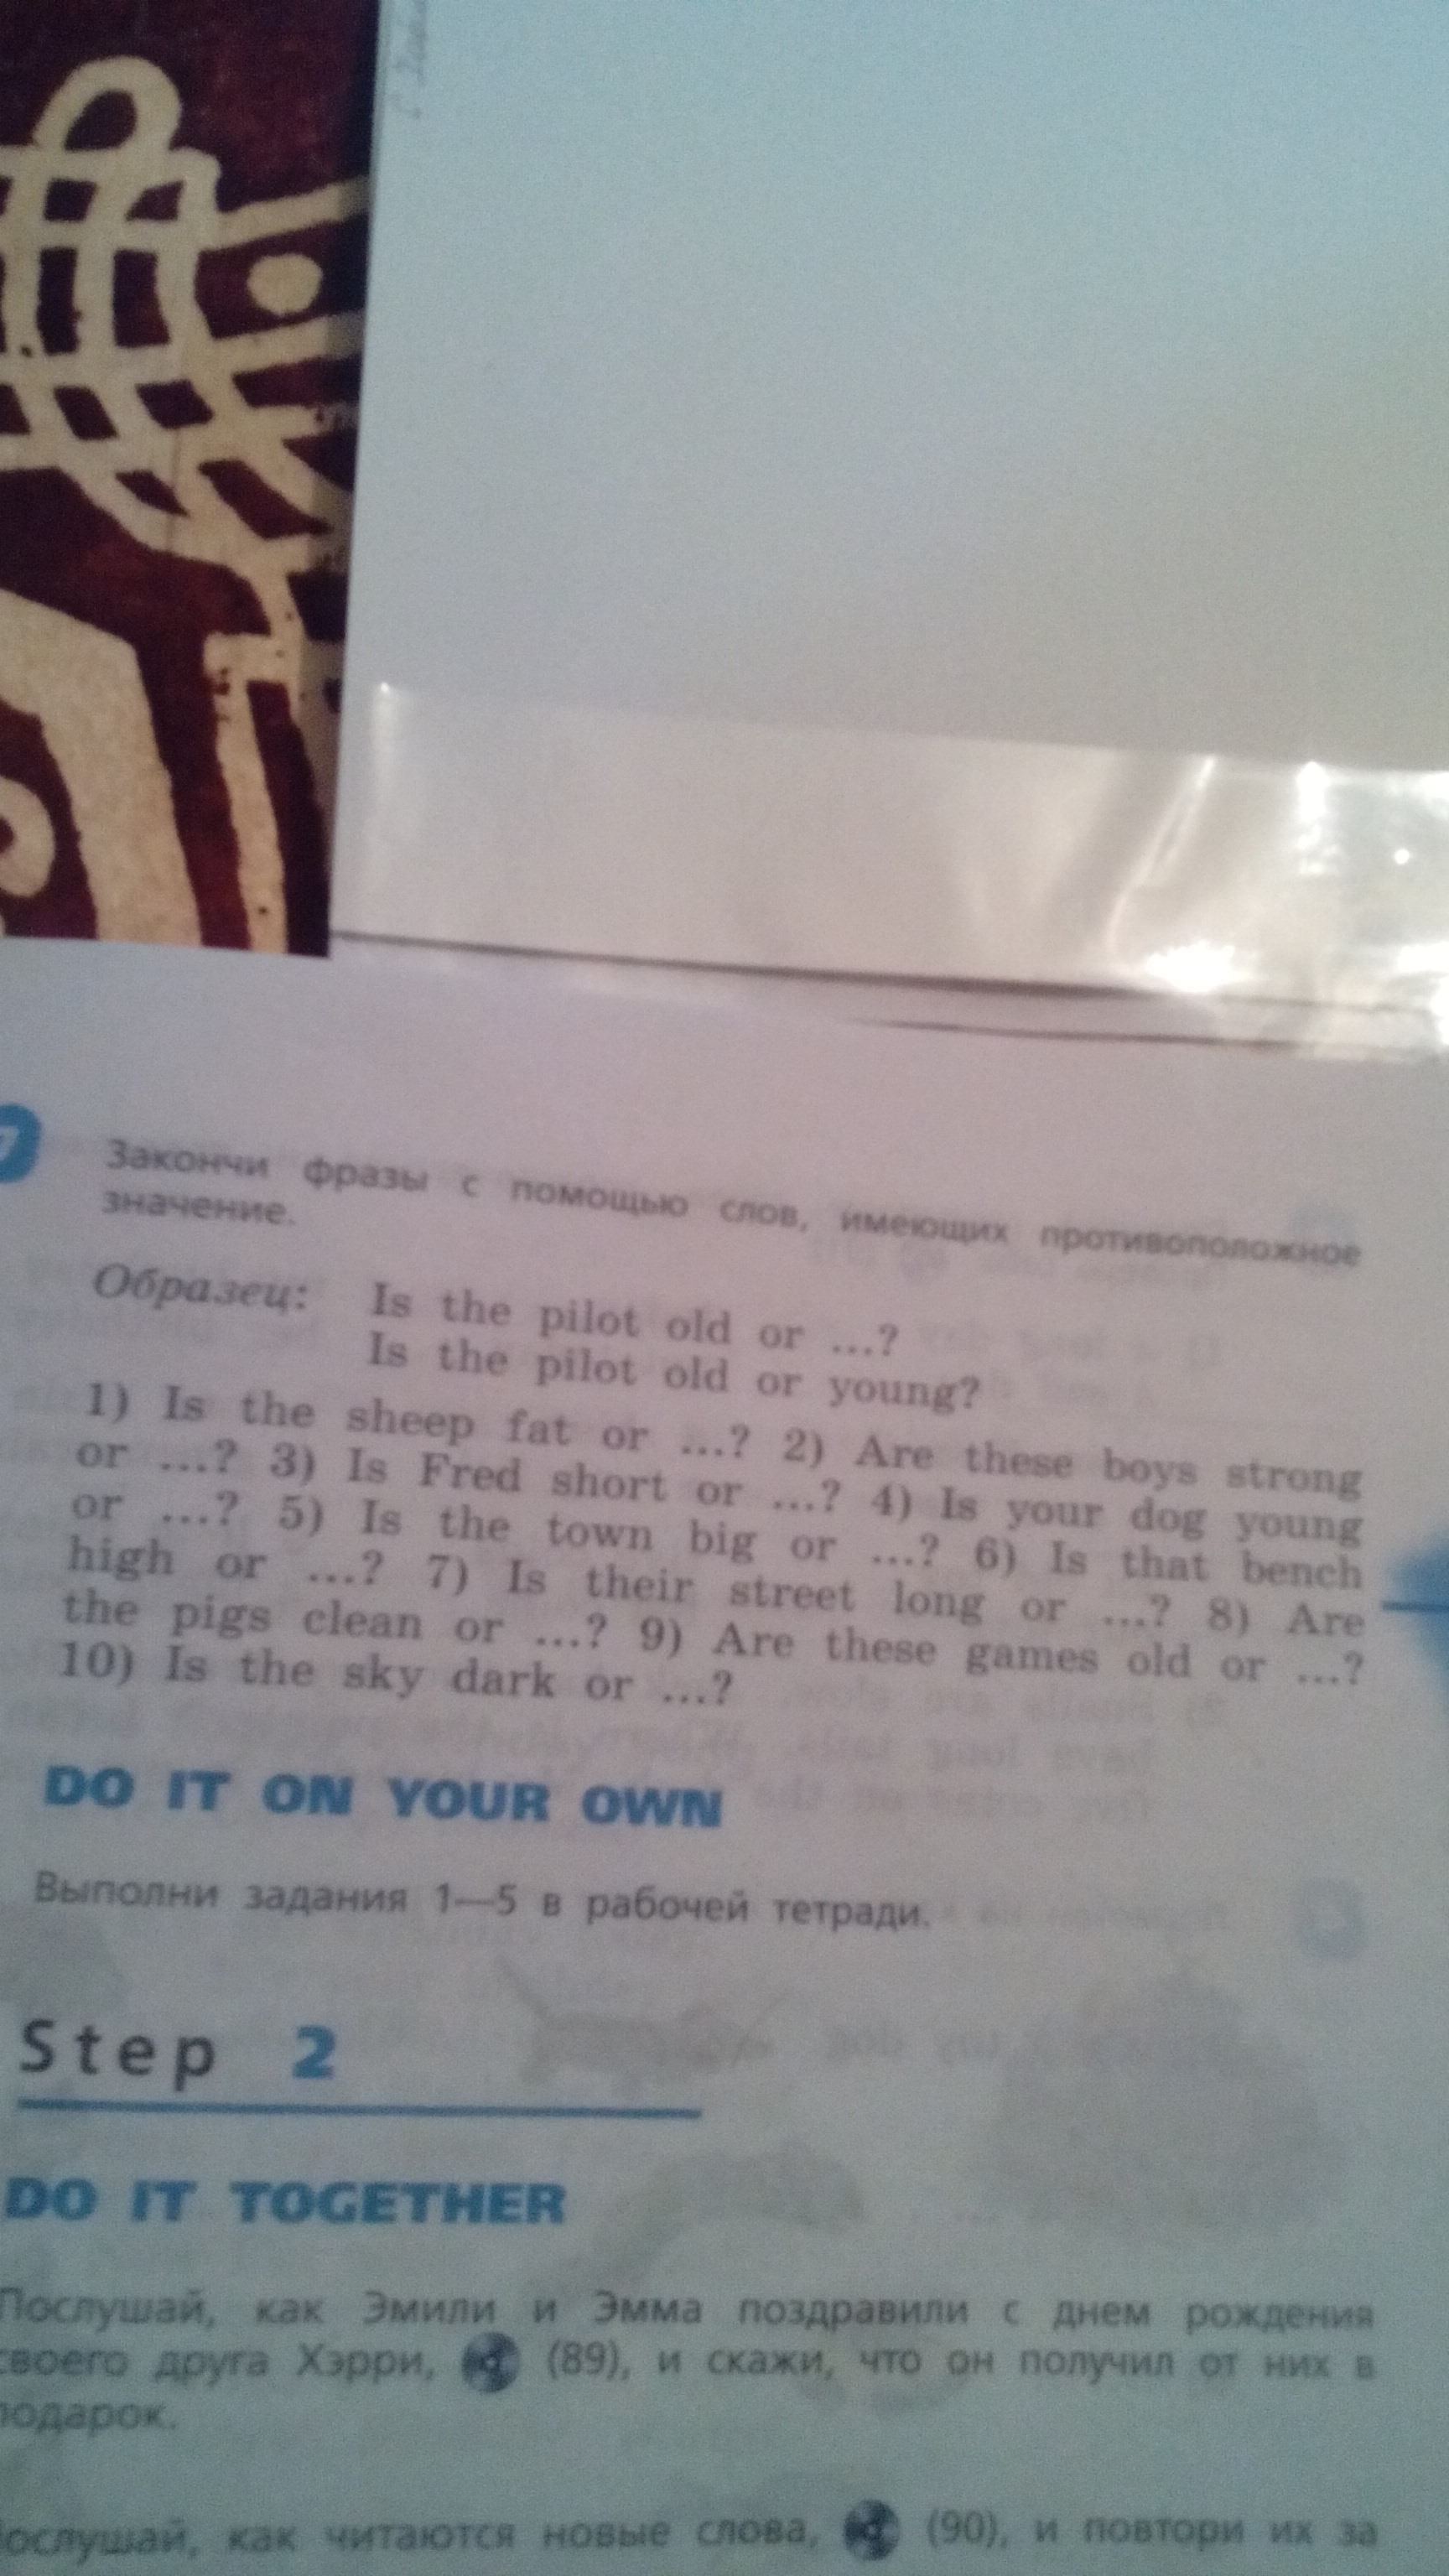 Закончи фразы с помощью слов, имеющих противоположное
значение.
Образец: Is the pilot old or ...?
Is the pilot old or young?
1) Is the sheep fat or ...? 2) Are these boys strong
or ...? 3) Is Fred short or ...? 4) Is your dog young
or ...? 5) Is the town big or ...? 6) Is that bench
high or ...? 7) Is their street long or ...? 8) Are
the pigs clean or ...? 9) Are these games old or ...?
10) Is the sky dark or ...?
DO IT ON YOUR OWN
Выполни задания 1—5 в рабочей тетради.
Step 2
DO IT TOGETHER
Послушай, как Эмили и Эмма поздравили с днем рождения
своего друга Хэрри, (89), и скажи, что он получил от них в
подарок.
Послушай, как читаются новые слова, (90), и повтори их за